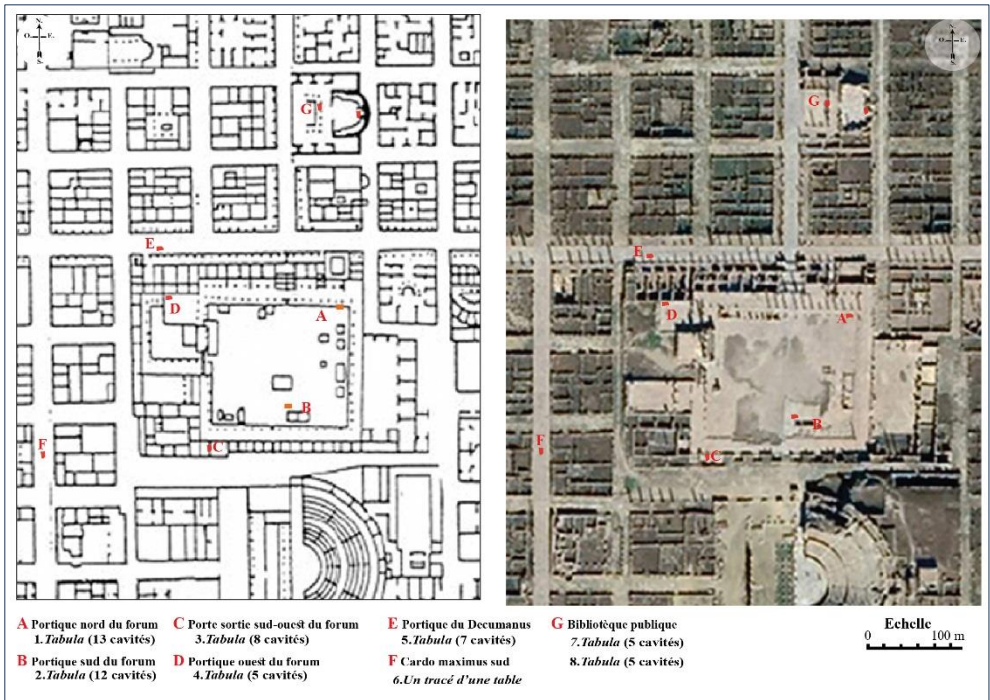 N.
O. E.
S.
G
E
D
A
B
C
F
N.
O. E.
S.
G
E
D
A
B
C
F
A Portique nord du forum
1.Tabula (13 cavités)
B Portique sud du forum
2.Tabula (12 cavités)
C Porte sortie sud-ouest du forum
3.Tabula (8 cavités)
D Portique ouest du forum
4.Tabula (5 cavités)
E Portique du Decumanus
5.Tabula (7 cavités)
F Cardo maximus sud
6.Un tracé d'une table
G Bibliotèque publique
7.Tabula (5 cavités)
8.Tabula (5 cavités)
Echelle
0 100 m